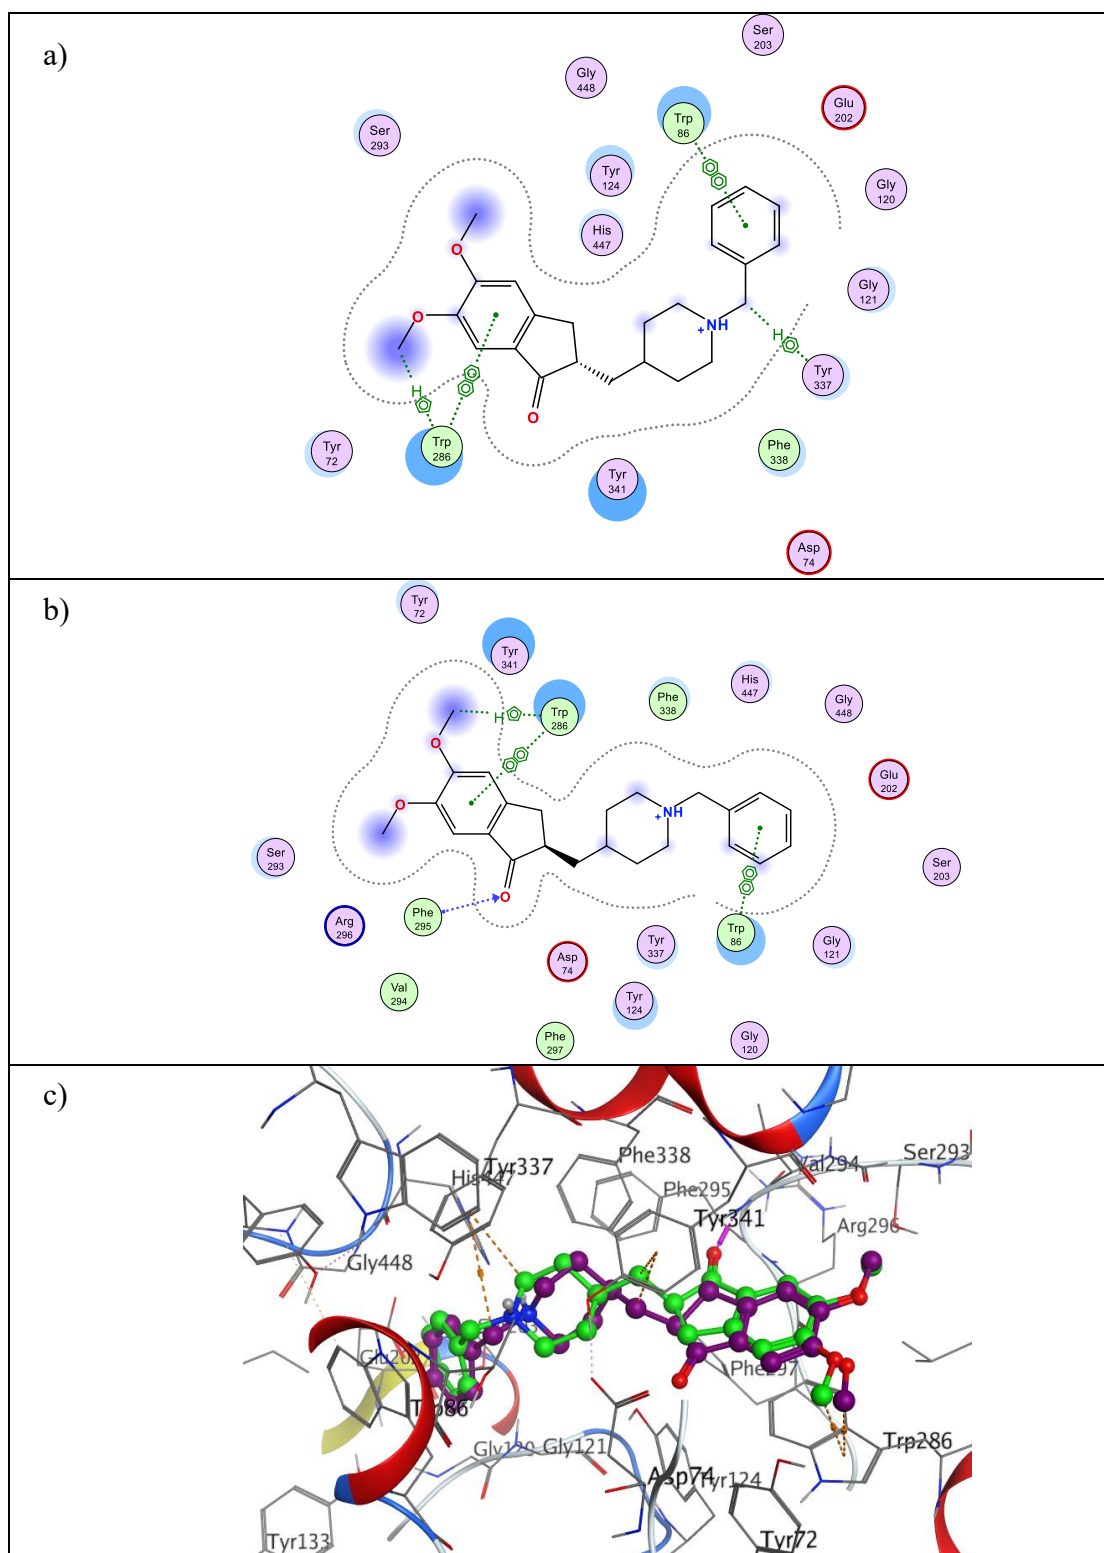 a)
Ser
203
Gly
448
Trp
86
Glu
202
Ser
293
Tyr
124
Gly
120
His
447
O
Gly
121
O
+NH
H
Tyr
337
H
O
Tyr
72
Trp
286
Phe
338
Tyr
341
Asp
74
b)
Tyr
72
Tyr
341
His
447
Phe
338
Gly
448
H
Trp
286
O
Glu
202
O
+NH
Ser
293
Ser
203
O
Phe
295
Arg
296
Trp
86
Tyr
337
Gly
121
Asp
74
Val
294
Tyr
124
Phe
297
Gly
120
c)
Phe338
Ser293
Val294
Tyr337
His447
Phe295
Tyr341
Arg296
Gly448
Phe297
Trp86
Trp286
Gly120
Gly121
Asp74
Tyr124
Tyr133
Tyr72